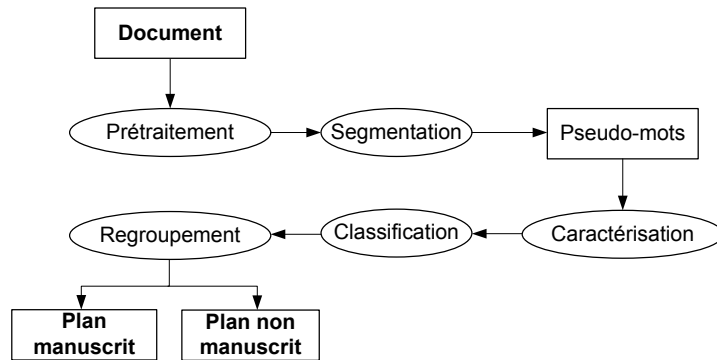 Document
Prétraitement
Segmentation
Pseudo-mots
Caractérisation
Classification
Regroupement
Plan
manuscrit
Plan non
manuscrit